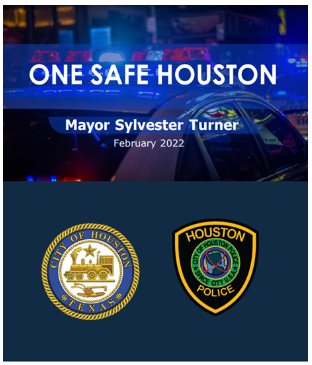 ONE SAFE HOUSTON
Mayor Sylvester Turner
February 2022
CITY OF HOUSTON
TEXAS
HOUSTON
POLICE